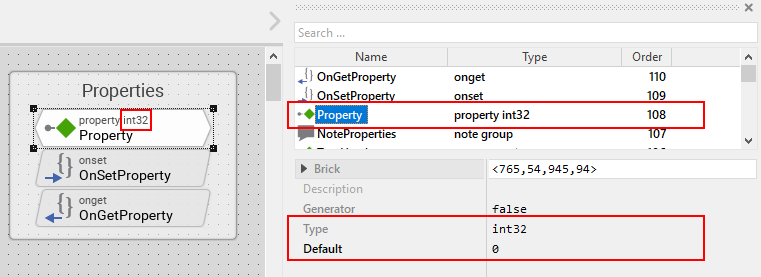 Properties
property int32
Property
onset
OnSetProperty
onget
OnGetProperty
Search ...
Name Type Order
OnGetProperty onget 110
OnSetProperty onset 109
Property property int32 108
NoteProperties note group 107
Brick <765,54,945,94>
Description
Generator false
Type int32
Default 0